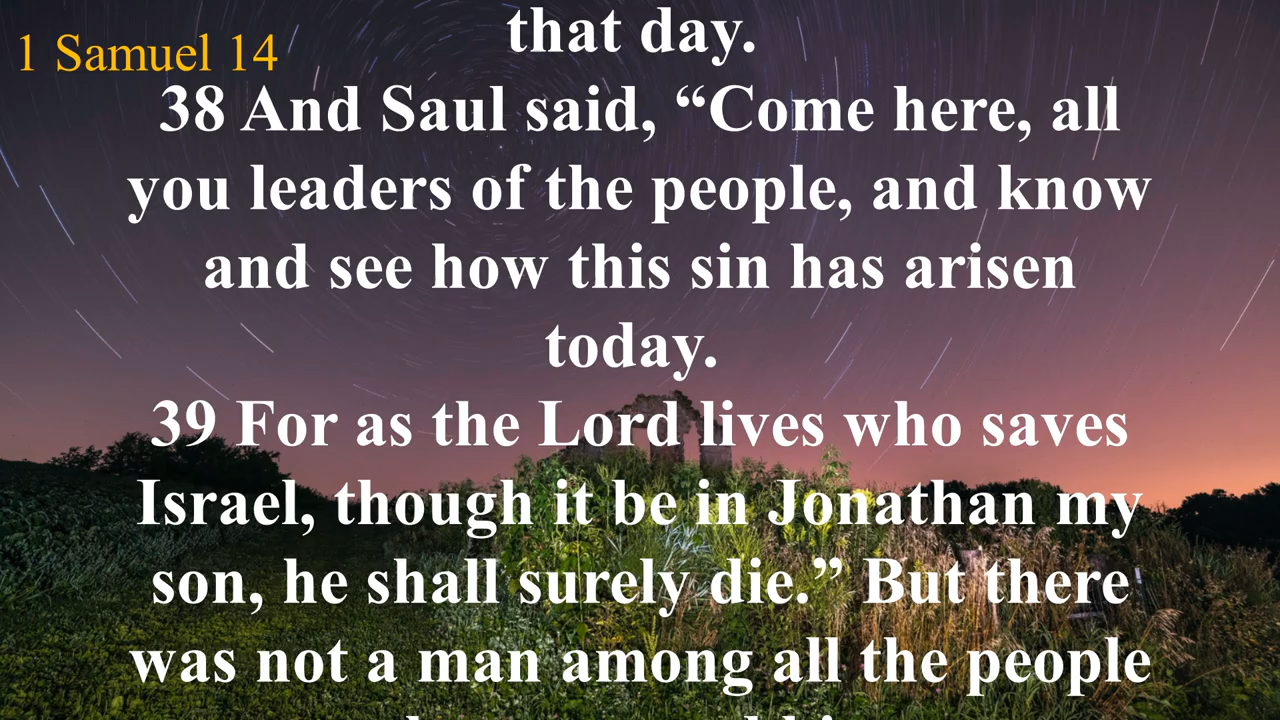 that day.
1 Samuel 14
38 And Saul said, “Come here, all
you leaders of the people, and know
and see how this sin has arisen
today.
39 For as the Lord lives who saves
Israel, though it be in Jonathan my
son, he shall surely die.” But there
was not a man among all the people